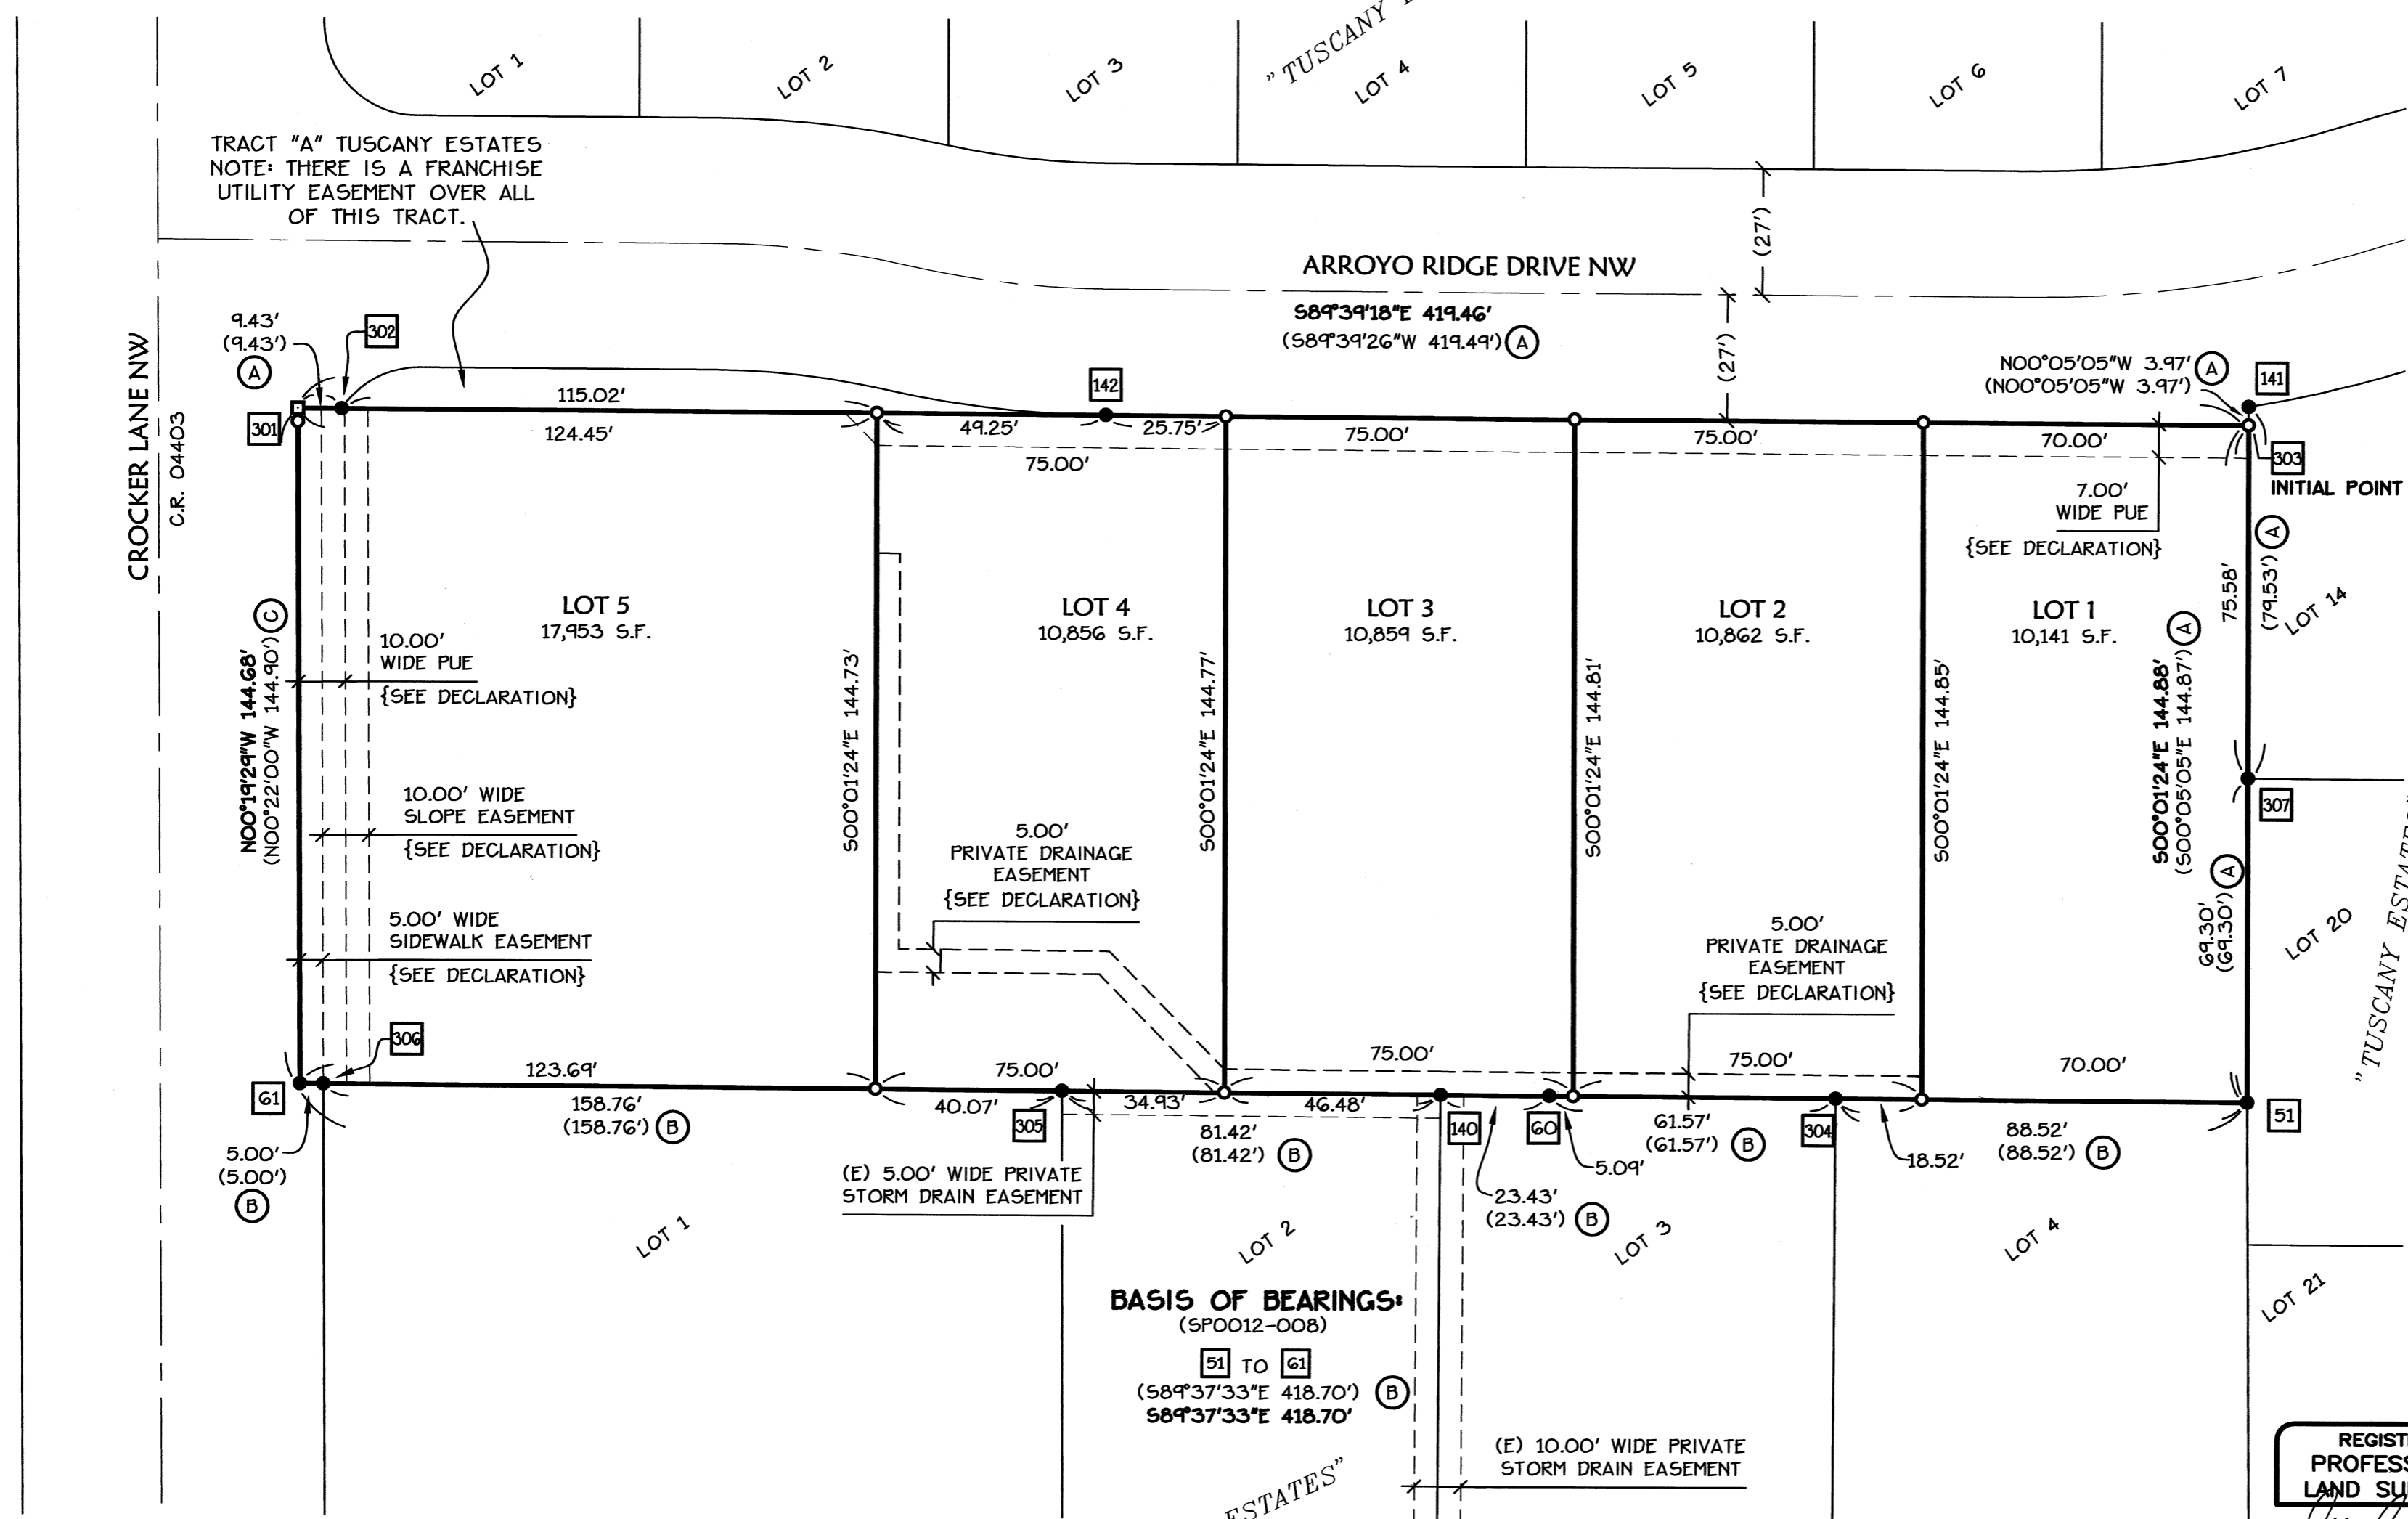 LOT 1
LOT 2
LOT 3
"TUSCANY
LOT 4
LOT 5
LOT 6
LOT 7
TRACT "A" TUSCANY ESTATES
NOTE: THERE IS A FRANCHISE
UTILITY EASEMENT OVER ALL
OF THIS TRACT.
(27')
ARROYO RIDGE DRIVE NW
S89°39'18"E 419.46'
(S89°39'26"W 419.49') A
(27')
CROCKER LANE NW
C.R. 04403
9.43'
(9.43')
A
302
301
115.02'
124.45'
142
49.25'
25.75'
75.00'
75.00'
75.00'
70.00'
N00°05'05"W 3.97' A
(N00°05'05"W 3.97')
141
303
INITIAL POINT
7.00'
WIDE PUE
{SEE DECLARATION}
LOT 5
17,953 S.F.
LOT 4
10,856 S.F.
LOT 3
10,859 S.F.
LOT 2
10,862 S.F.
LOT 1
10,141 S.F.
75.58'
(79.53') A
LOT 14
N00°19'29"W 144.68'
(N00°22'00"W 144.90') C
10.00'
WIDE PUE
{SEE DECLARATION}
10.00' WIDE
SLOPE EASEMENT
{SEE DECLARATION}
5.00' WIDE
SIDEWALK EASEMENT
{SEE DECLARATION}
S00°01'24"E 144.73'
S00°01'24"E 144.77'
S00°01'24"E 144.81'
S00°01'24"E 144.85'
S00°01'24"E 144.88'
(S00°05'05"E 144.87') A
307
69.30'
(69.30') A
LOT 20
"TUSCANY ESTATES"
5.00'
PRIVATE DRAINAGE
EASEMENT
{SEE DECLARATION}
5.00'
PRIVATE DRAINAGE
EASEMENT
{SEE DECLARATION}
306
61
5.00'
(5.00')
B
123.69'
158.76'
(158.76') B
75.00'
40.07'
305
34.93'
75.00'
46.48'
81.42'
(81.42') B
140
60
5.09'
23.43'
(23.43') B
75.00'
61.57'
(61.57') B
304
18.52'
70.00'
88.52'
(88.52') B
51
(E) 5.00' WIDE PRIVATE
STORM DRAIN EASEMENT
LOT 1
LOT 2
LOT 3
LOT 4
LOT 21
BASIS OF BEARINGS:
(SP0012-008)
51 TO 61
(S89°37'33"E 418.70') B
S89°37'33"E 418.70'
(E) 10.00' WIDE PRIVATE
STORM DRAIN EASEMENT
ESTATES"
REGIST
PROFESS
LAND SU